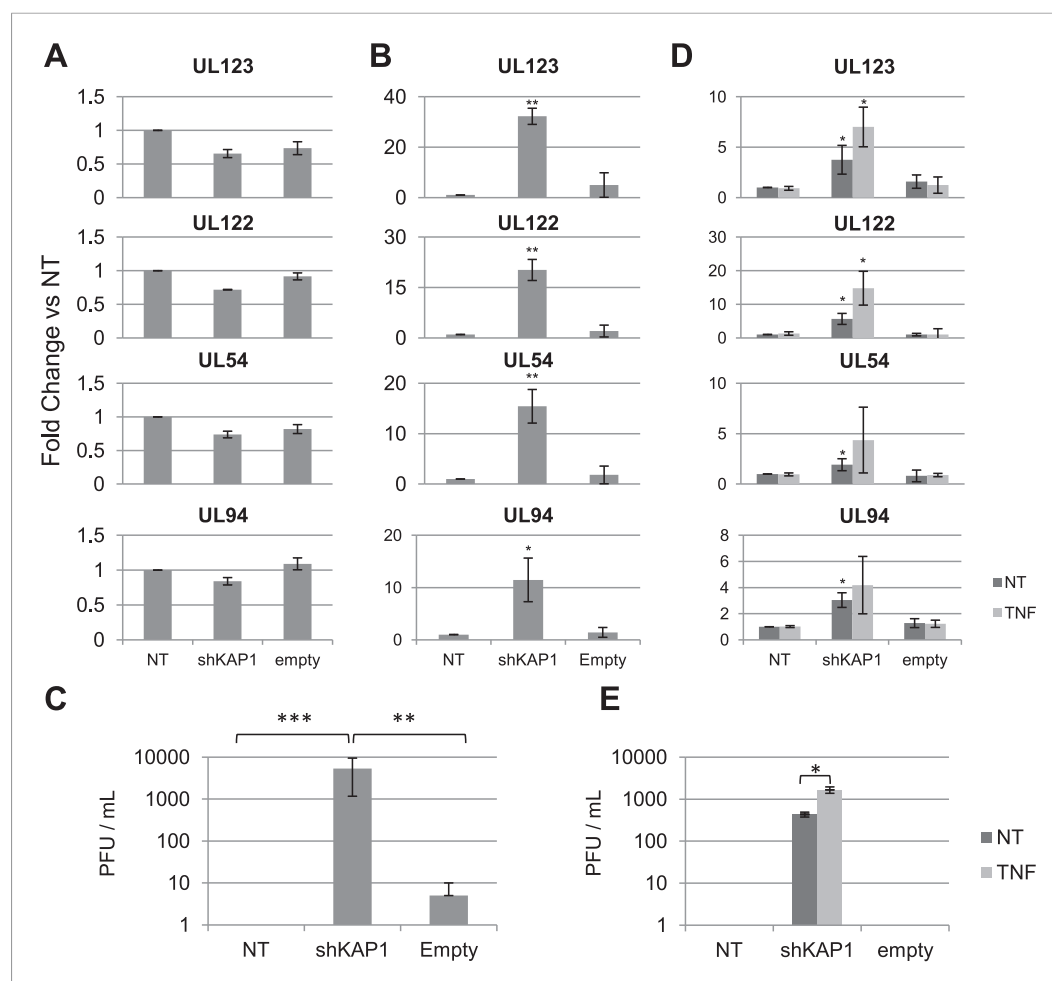 A
UL123
1.5
1
0.5
0
UL122
1.5
1
0.5
0
UL54
1.5
1
0.5
0
UL94
1.5
1
0.5
0
NT shKAP1 empty
Fold Change vs NT
B
UL123
40
20
0
**
UL122
30
20
10
0
**
UL54
20
10
0
**
UL94
20
10
0
*
NT shKAP1 Empty
D
UL123
10
5
0
* *
UL122
30
20
10
0
* *
UL54
10
5
0
*
UL94
8
6
4
2
0
*
NT shKAP1 empty
NT
TNF
C
*** **
10000
1000
100
10
1
PFU / mL
NT shKAP1 Empty
E
*
10000
1000
100
10
1
PFU / mL
NT shKAP1 empty
NT
TNF